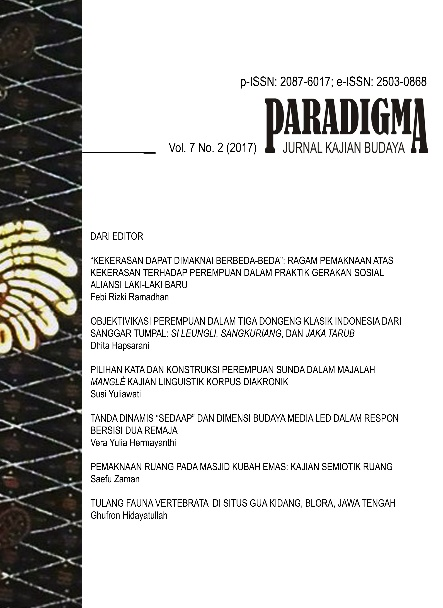 p-ISSN: 2087-6017; e-ISSN: 2503-0868
PARADIGMA
Vol. 7 No. 2 (2017)
JURNAL KAJIAN BUDAYA
DARI EDITOR
"KEKERASAN DAPAT DIMAKNAI BERBEDA-BEDA": RAGAM PEMAKNAAN ATAS
KEKERASAN TERHADAP PEREMPUAN DALAM PRAKTIK GERAKAN SOSIAL
ALIANSI LAKI-LAKI BARU
Febi Rizki Ramadhan
OBJEKTIVIKASI PEREMPUAN DALAM TIGA DONGENG KLASIK INDONESIA DARI
SANGGAR TUMPAL: SI LEUNGLI, SANGKURIANG, DAN JAKA TARUB
Dhita Hapsarani
PILIHAN KATA DAN KONSTRUKSI PEREMPUAN SUNDA DALAM MAJALAH
MANGLÈ KAJIAN LINGUISTIK KORPUS DIAKRONIK
Susi Yuliawati
TANDA DINAMIS "SEDAAP" DAN DIMENSI BUDAYA MEDIA LED DALAM RESPON
BERSISI DUA REMAJA
Vera Yulia Hermayanthi
PEMAKNAAN RUANG PADA MASJID KUBAH EMAS: KAJIAN SEMIOTIK RUANG
Saefu Zaman
TULANG FAUNA VERTEBRATA DI SITUS GUA KIDANG, BLORA, JAWA TENGAH
Ghufron Hidayatullah